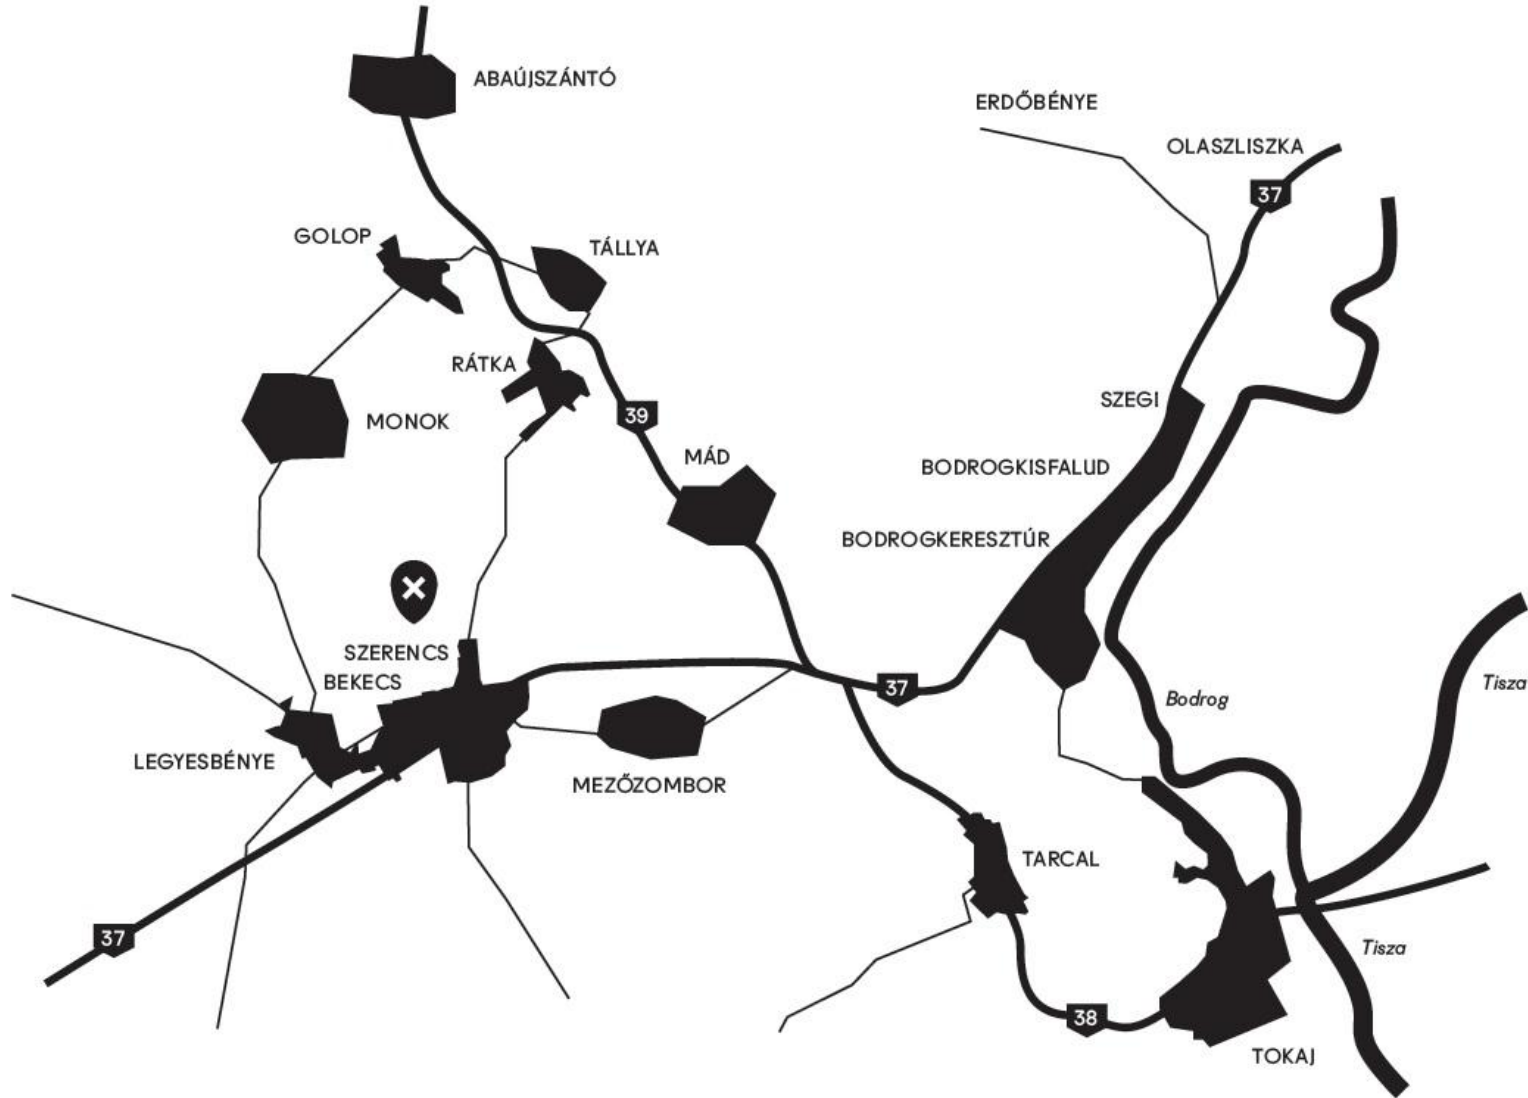 ABAÚJSZÁNTÓ
ERDŐBÉNYE
OLASZLISZKA
37
GOLOP
TÁLLYA
RÁTKA
SZEGI
39
MONOK
MÁD
BODROGKISFALUD
BODROGKERESZTÚR
SZERENCS
BEKECS
37
Tisza
Bodrog
LEGYESBÉNYE
MEZŐZOMBOR
TARCAL
37
Tisza
38
TOKAJ